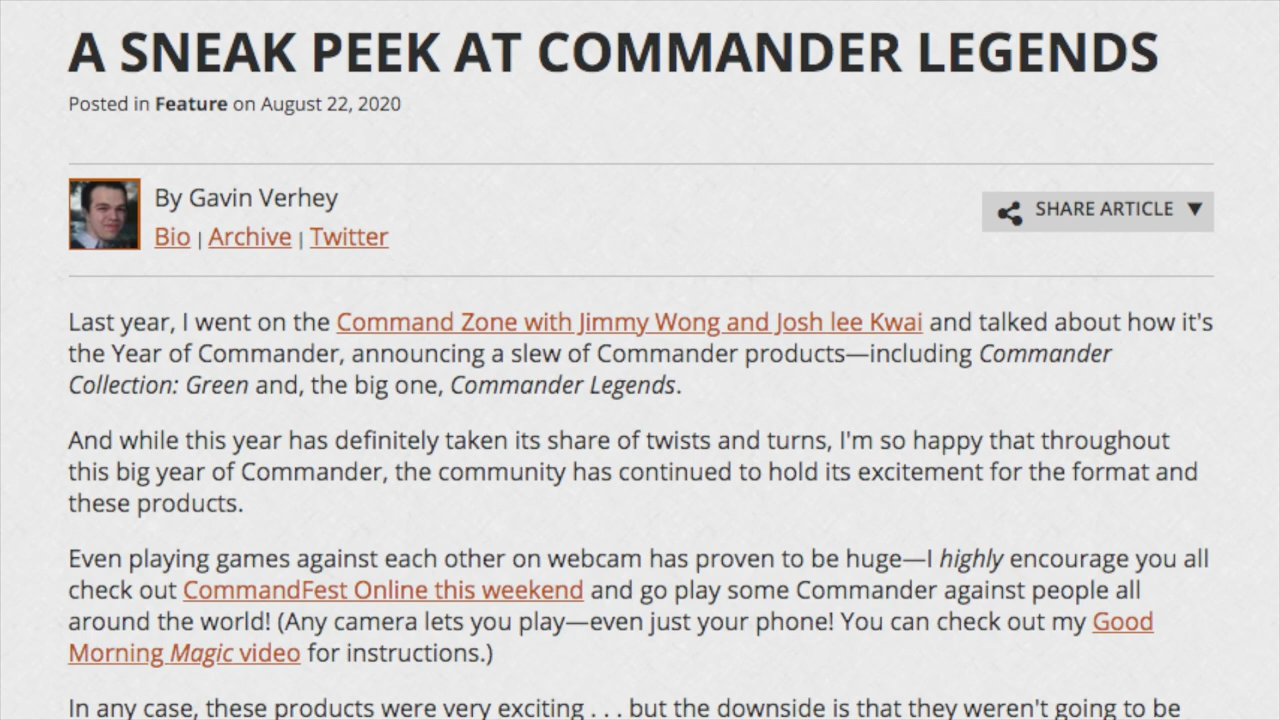 A SNEAK PEEK AT COMMANDER LEGENDS
Posted in Feature on August 22, 2020
By Gavin Verhey
Bio | Archive | Twitter
SHARE ARTICLE ▼
Last year, I went on the Command Zone with Jimmy Wong and Josh lee Kwai and talked about how it's
the Year of Commander, announcing a slew of Commander products—including Commander
Collection: Green and, the big one, Commander Legends.
And while this year has definitely taken its share of twists and turns, I'm so happy that throughout
this big year of Commander, the community has continued to hold its excitement for the format and
these products.
Even playing games against each other on webcam has proven to be huge—I highly encourage you all
check out CommandFest Online this weekend and go play some Commander against people all
around the world! (Any camera lets you play—even just your phone! You can check out my Good
Morning Magic video for instructions.)
In any case, these products were very exciting . . . but the downside is that they weren't going to be